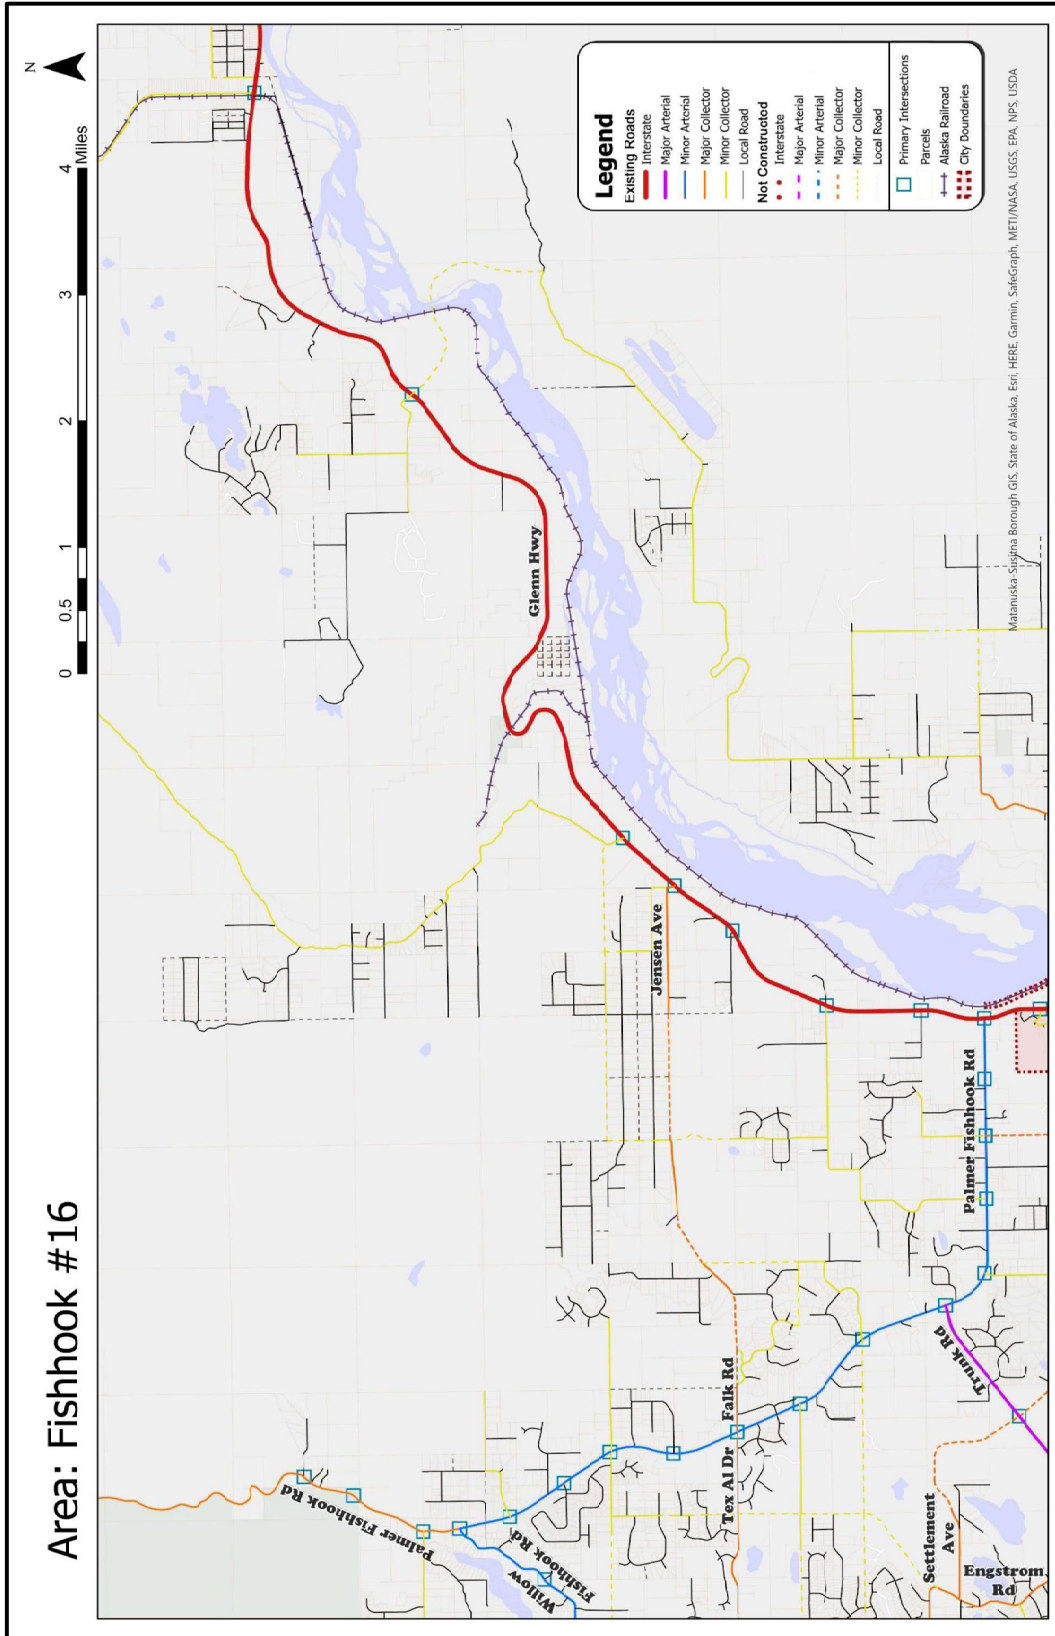 Area: Fishhook #16
0 0.5 1 2 3 4
Miles
N
Legend
Existing Roads
Interstate
Major Arterial
Minor Arterial
Major Collector
Minor Collector
Local Road
Not Constructed
Interstate
Major Arterial
Minor Arterial
Major Collector
Minor Collector
Local Road
Primary Intersections
Parcels
Alaska Railroad
City Boundaries
Glenn Hwy
Jensen Ave
Palmer Fishhook Rd
Palmer Fishhook Rd
Willow
Fishhook Rd
Tex Al Dr
Falk Rd
Trunk Rd
Settlement
Ave
Engstrom
Rd
Matanuska-Susitna Borough GIS, State of Alaska, Esri, HERE, Garmin, SafeGraph, METI/NASA, USGS, EPA, NPS, USDA